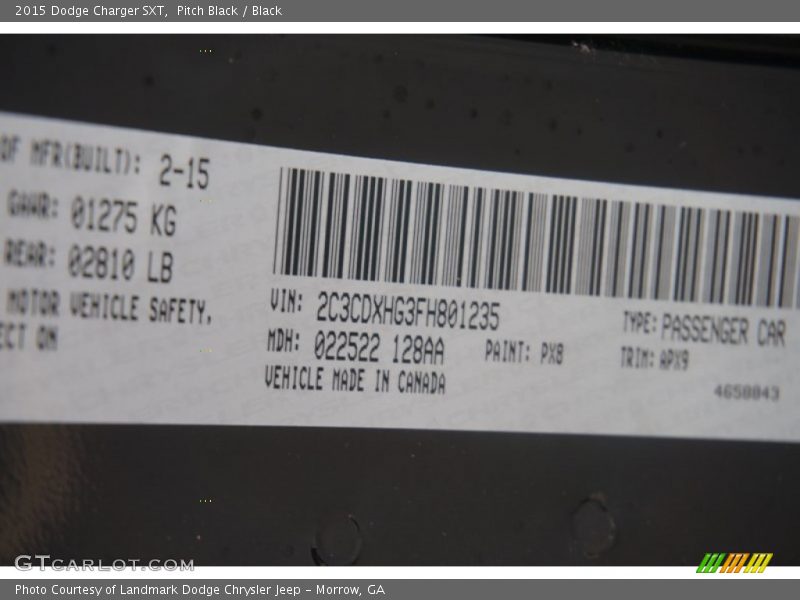 2015 Dodge Charger SXT, Pitch Black / Black
OF MFR(BUILT): 2-15
GAWR: 01275 KG
REAR: 02810 LB
MOTOR VEHICLE SAFETY,
ECT ON
VIN: 2C3CDXHG3FH801235
MDH: 022522 128AA
VEHICLE MADE IN CANADA
PAINT: PX8
TYPE: PASSENGER CAR
TRIM: APX9
4650843
GTcarlot.com
Photo Courtesy of Landmark Dodge Chrysler Jeep – Morrow, GA